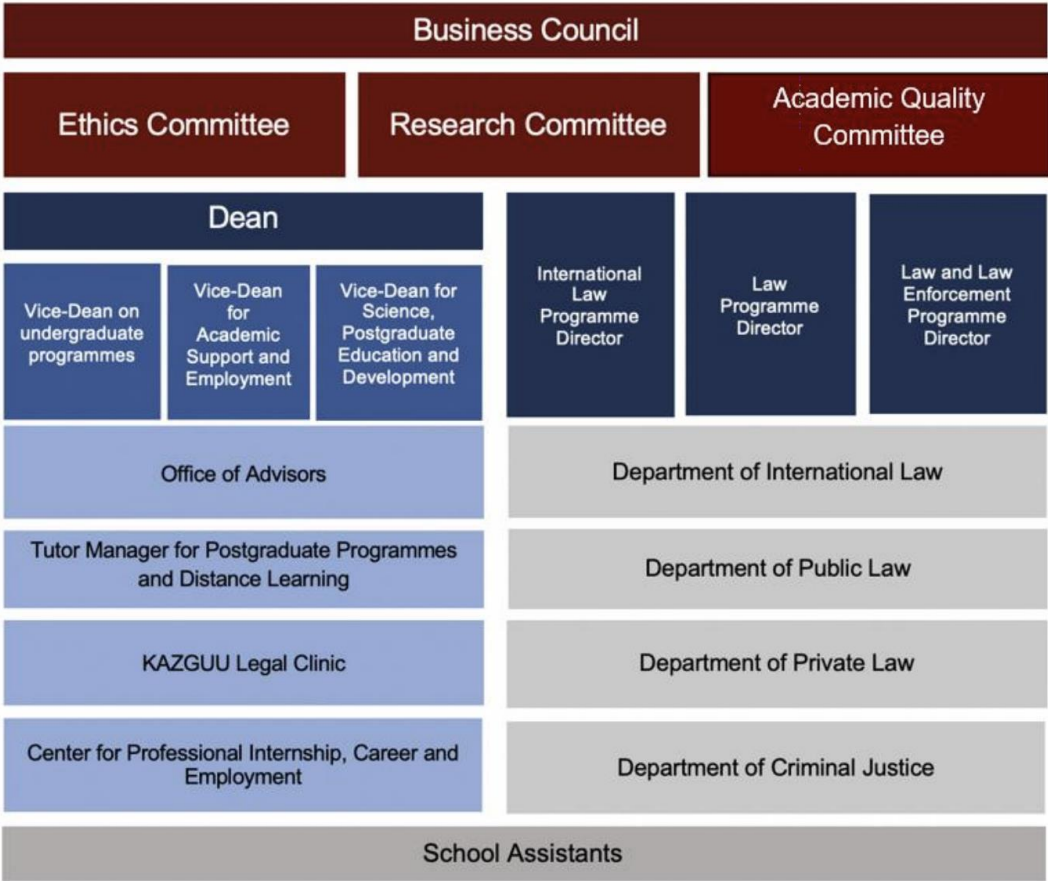 Business Council
Ethics Committee
Research Committee
Academic Quality
Committee
Dean
Vice-Dean on
undergraduate
programmes
Vice-Dean
for
Academic
Support and
Employment
Vice-Dean for
Science,
Postgraduate
Education and
Development
International
Law
Programme
Director
Law
Programme
Director
Law and Law
Enforcement
Programme
Director
Office of Advisors
Tutor Manager for Postgraduate Programmes
and Distance Learning
KAZGUU Legal Clinic
Center for Professional Internship, Career and
Employment
Department of International Law
Department of Public Law
Department of Private Law
Department of Criminal Justice
School Assistants